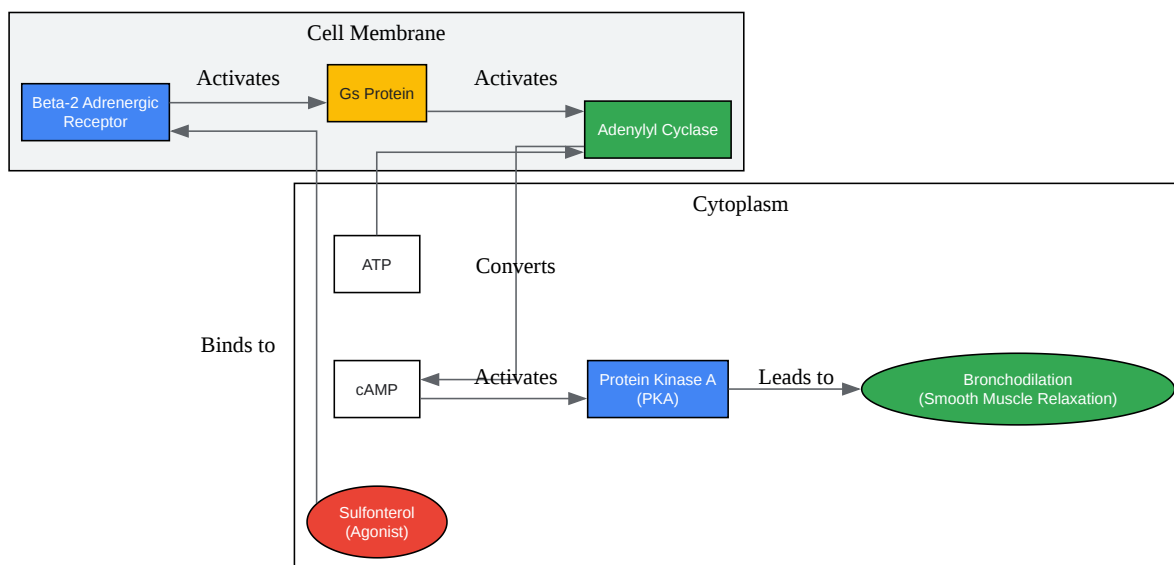 Cell Membrane
Activates
Activates
Gs Protein
Beta-2 Adrenergic
Receptor
Adenylyl Cyclase
Cytoplasm
ATP
Converts
Binds to
cAMP
Activates
Protein Kinase A
(PKA)
Leads to
Bronchodilation
(Smooth Muscle Relaxation)
Sulfonterol
(Agonist)